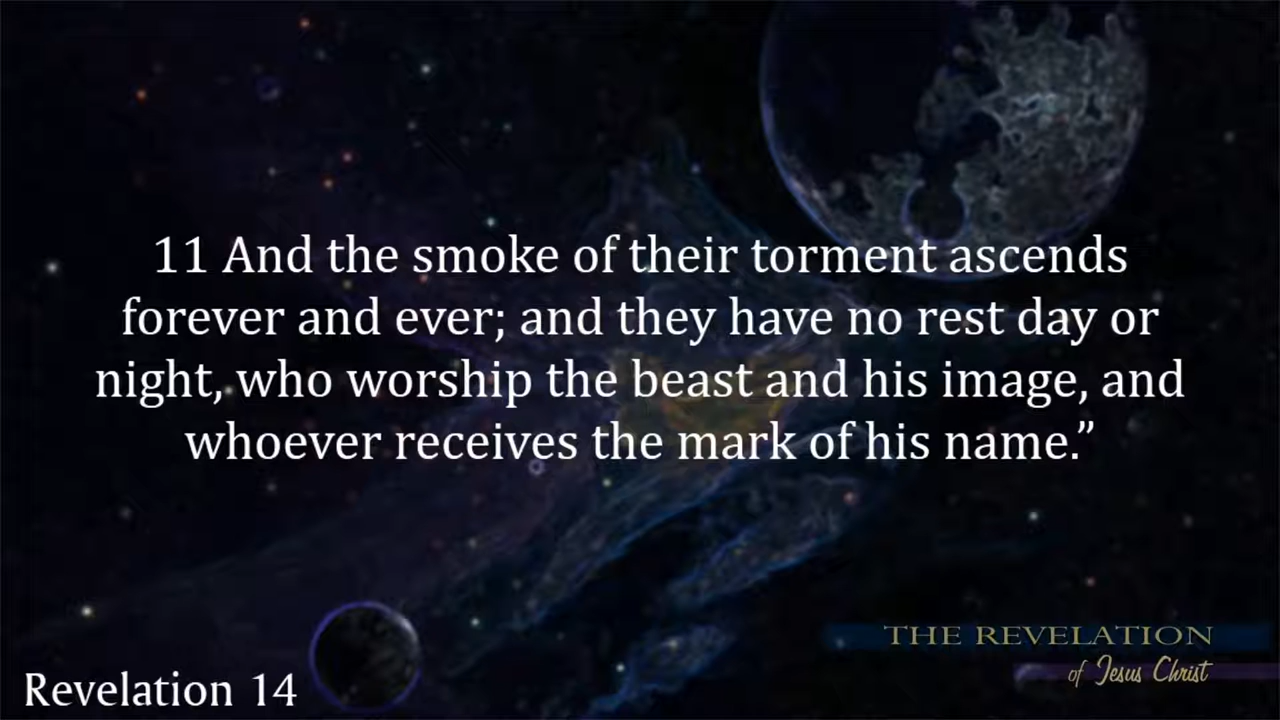 11 And the smoke of their torment ascends
forever and ever; and they have no rest day or
night, who worship the beast and his image, and
whoever receives the mark of his name.”
THE REVELATION
of Jesus Christ
Revelation 14